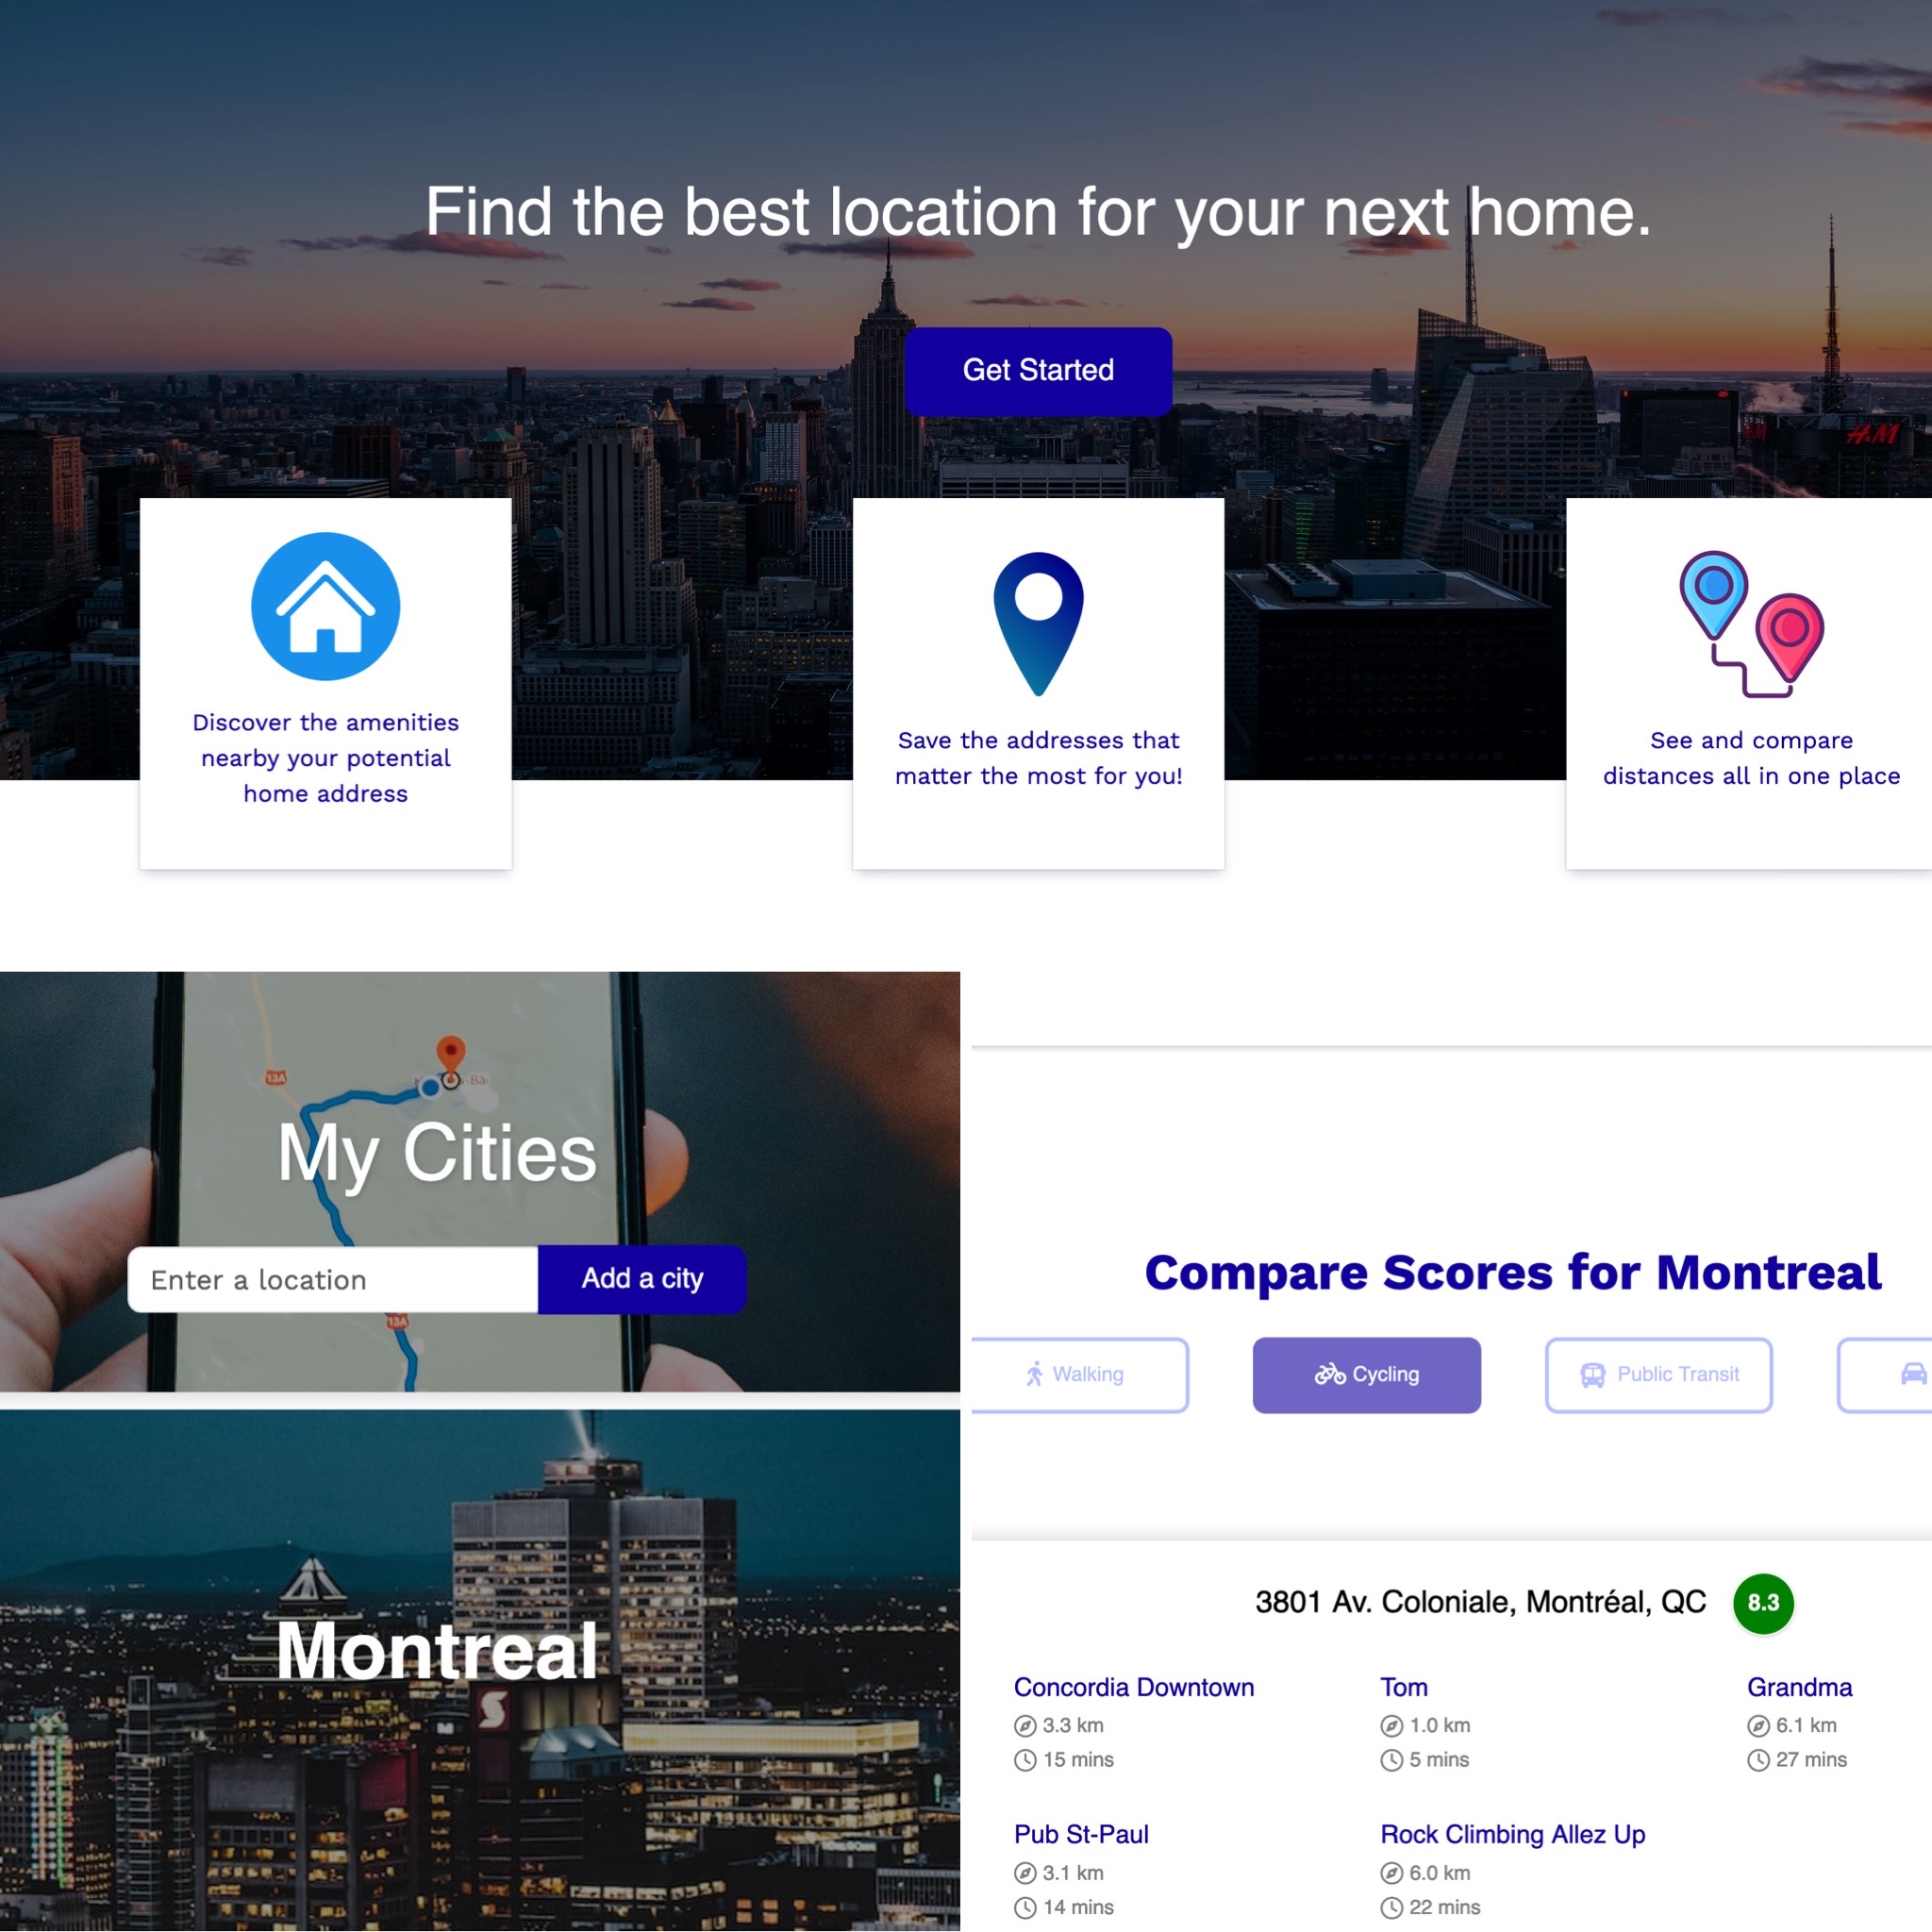 Find the best location for your next home.
Get Started
H&M
Discover the amenities
nearby your potential
home address
Save the addresses that
matter the most for you!
See and compare
distances all in one place
13A
My Cities
Enter a location
Add a city
13A
Montreal
Compare Scores for Montreal
Walking
Cycling
Public Transit
3801 Av. Coloniale, Montréal, QC
8.3
Concordia Downtown
3.3 km
15 mins
Tom
1.0 km
5 mins
Grandma
6.1 km
27 mins
Pub St-Paul
3.1 km
14 mins
Rock Climbing Allez Up
6.0 km
22 mins